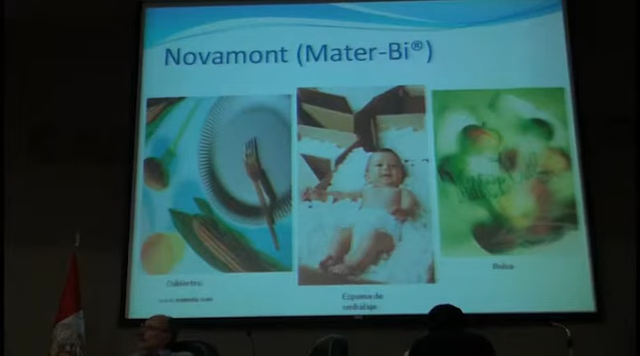 Novamont (Mater-Bi®)
Cubiertos
Espuma de
embalaje
Bolsa